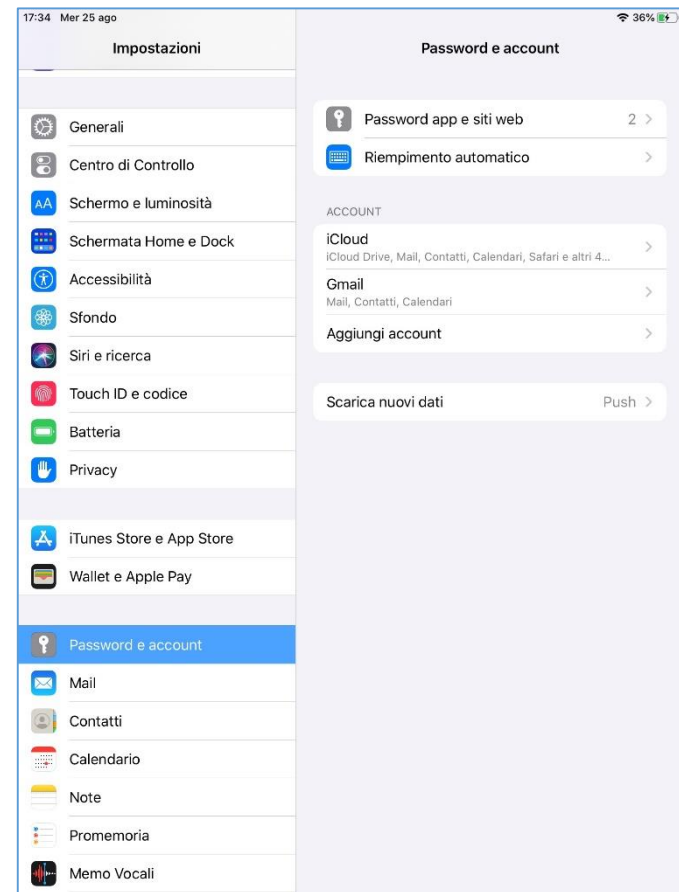 17:34 Mer 25 ago
36%
Impostazioni
Generali
Centro di Controllo
AA
Schermo e luminosità
Schermata Home e Dock
Accessibilità
Sfondo
Siri e ricerca
Touch ID e codice
Batteria
Privacy
iTunes Store e App Store
Wallet e Apple Pay
Password e account
Mail
Contatti
Calendario
Note
Promemoria
Memo Vocali
Password e account
Password app e siti web 2
Riempimento automatico
ACCOUNT
iCloud
iCloud Drive, Mail, Contatti, Calendari, Safari e altri 4...
Gmail
Mail, Contatti, Calendari
Aggiungi account
Scarica nuovi dati Push